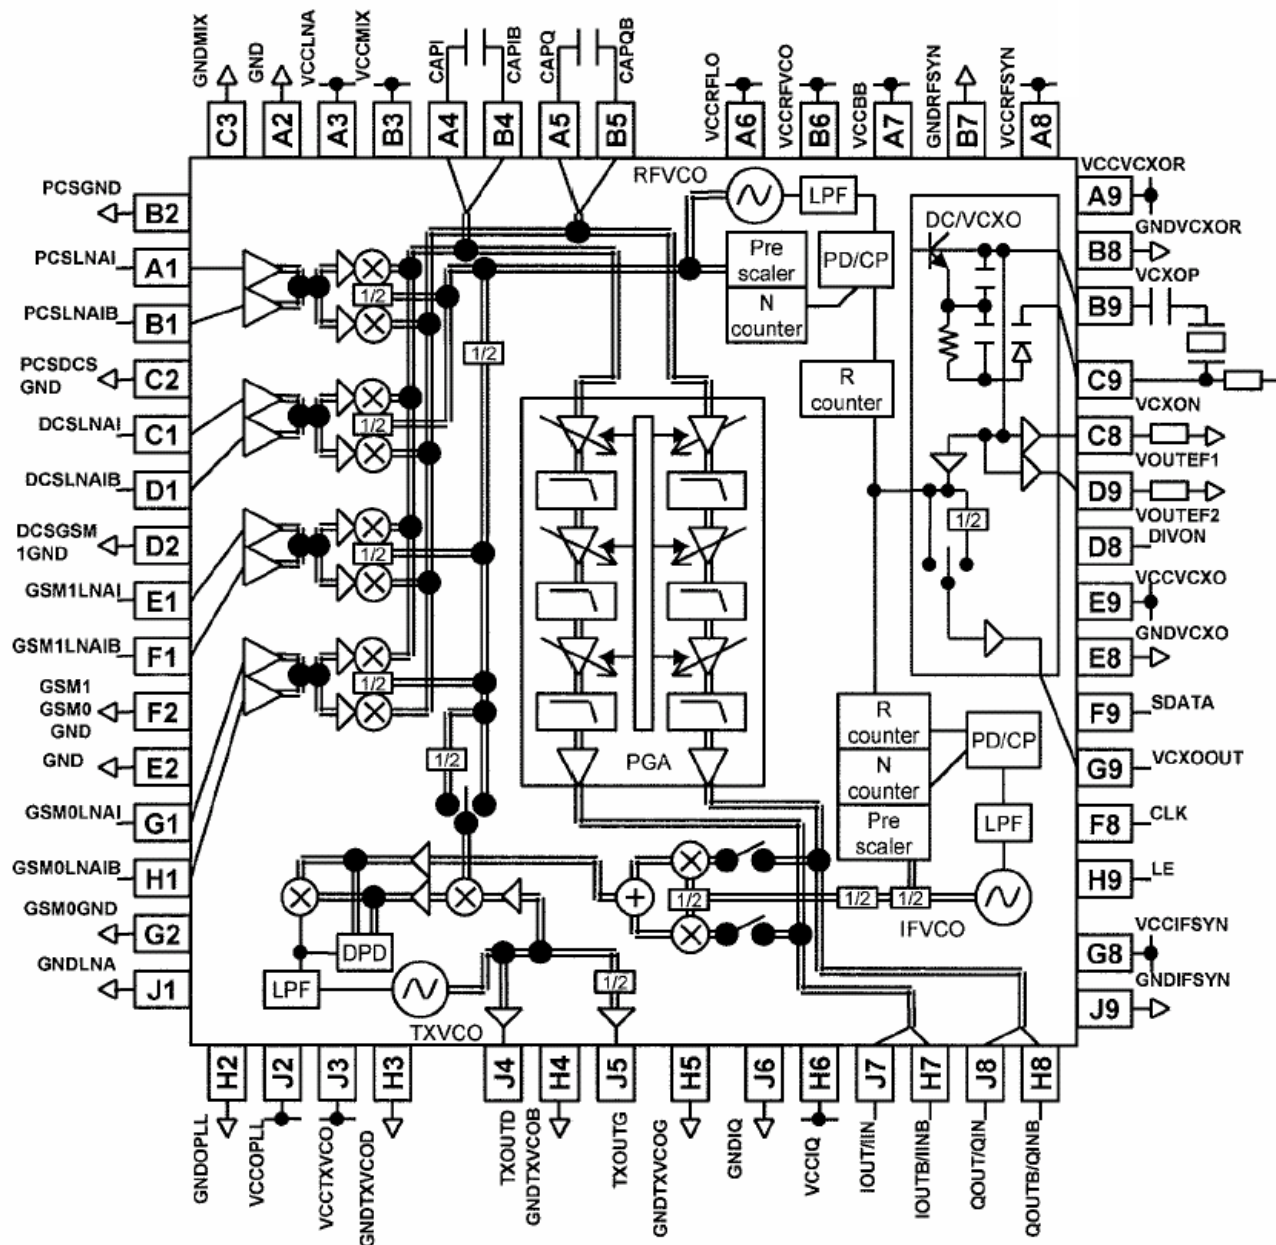 GNDMIX
GND
VCCLNA
VCCMIX
CAPI
CAPIB
CAPQ
CAPQB
VCCRFLO
VCCRFVCO
VCCBB
GNDRFSYN
VCCRFSYN
C3
A2
A3
B3
A4
B4
A5
B5
A6
B6
A7
B7
A8
PCSGND
B2
PCSLNAI
A1
PCSLNAIB
B1
PCSDCS
GND
C2
DCSLNAI
C1
DCSLNAIB
D1
DCSGSM
1GND
D2
GSM1LNAI
E1
GSM1LNAIB
F1
GSM1
GSM0
GND
F2
GND
E2
GSM0LNAI
G1
GSM0LNAIB
H1
GSM0GND
G2
GNDLNA
J1
RFVCO
LPF
Pre
scaler
PD/CP
N
counter
R
counter
1/2
1/2
1/2
1/2
1/2
1/2
PGA
DC/VCXO
1/2
R
counter
PD/CP
N
counter
Pre
scaler
LPF
1/2
1/2
1/2
IFVCO
DPD
LPF
TXVCO
1/2
VCCVCXOR
A9
GNDVCXOR
B8
VCXOP
B9
C9
VCXON
C8
VOUTEF1
D9
VOUTEF2
DIVON
D8
VCCVCXO
E9
GNDVCXO
E8
SDATA
F9
VCXOOUT
G9
CLK
F8
LE
H9
VCCIFSYN
G8
GNDIFSYN
J9
H2
J2
J3
H3
J4
H4
J5
H5
J6
H6
J7
H7
J8
H8
GNDOPLL
VCCOPLL
VCCTXVCO
GNDTXVCOD
TXOUTD
GNDTXVCOB
TXOUTG
GNDTXVCOG
GNDIQ
VCCIQ
IOUT/IIN
IOUTB/IINB
QOUT/QIN
QOUTB/QINB